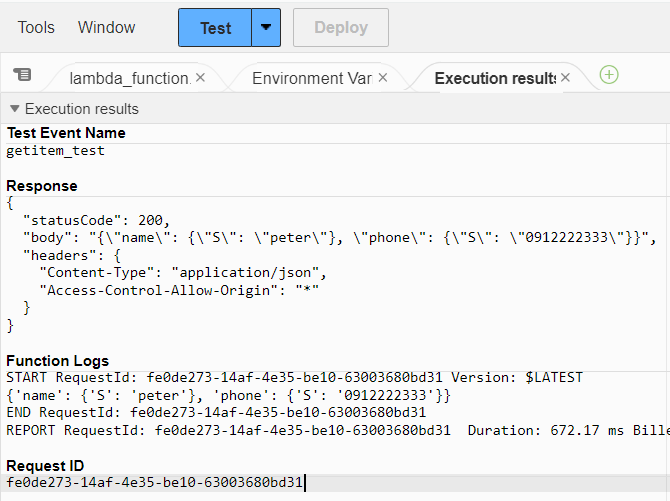 Tools Window Test Deploy
lambda_function. Environment Var Execution results
Execution results
Test Event Name
getitem_test
Response
{
  "statusCode": 200,
  "body": "{\"name\": {\"S\": \"peter\"}, \"phone\": {\"S\": \"0912222333\"}}",
  "headers": {
    "Content-Type": "application/json",
    "Access-Control-Allow-Origin": "*"
  }
}
Function Logs
START RequestId: fe0de273-14af-4e35-be10-63003680bd31 Version: $LATEST
{'name': {'S': 'peter'}, 'phone': {'S': '0912222333'}}
END RequestId: fe0de273-14af-4e35-be10-63003680bd31
REPORT RequestId: fe0de273-14af-4e35-be10-63003680bd31  Duration: 672.17 ms Bille
Request ID
fe0de273-14af-4e35-be10-63003680bd31